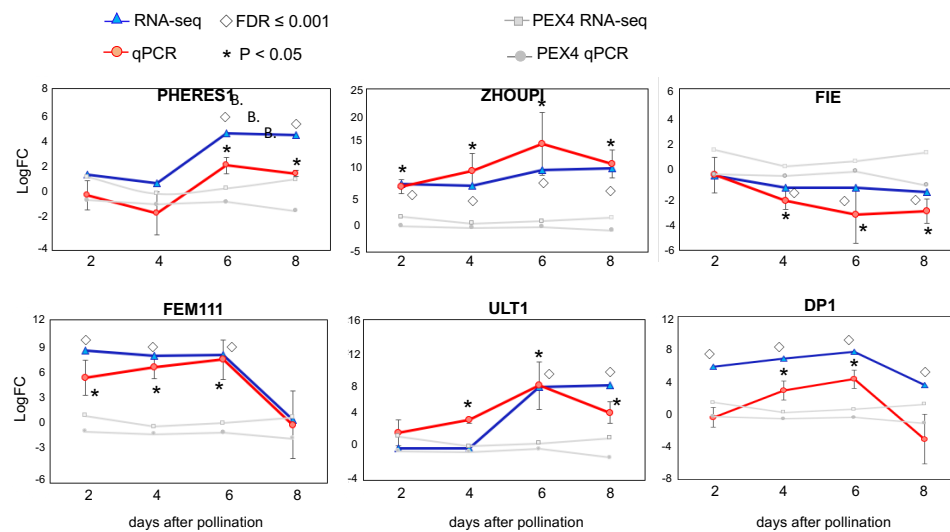 RNA-seq ◇ FDR ≤ 0.001 PEX4 RNA-seq
qPCR * P < 0.05 PEX4 qPCR
PHERES1 ZHOUPI FIE
B.
B.
B.
LogFC
8
6
4
2
0
-2
-4
2 4 6 8
25
20
15
10
5
0
-5
2 4 6 8
6
4
2
0
-2
-4
-6
2 4 6 8
FEM111 ULT1 DP1
LogFC
12
9
6
3
0
-3
-6
2 4 6 8
days after pollination
16
12
8
4
0
-4
2 4 6 8
days after pollination
12
8
4
0
-4
-8
2 4 6 8
days after pollination